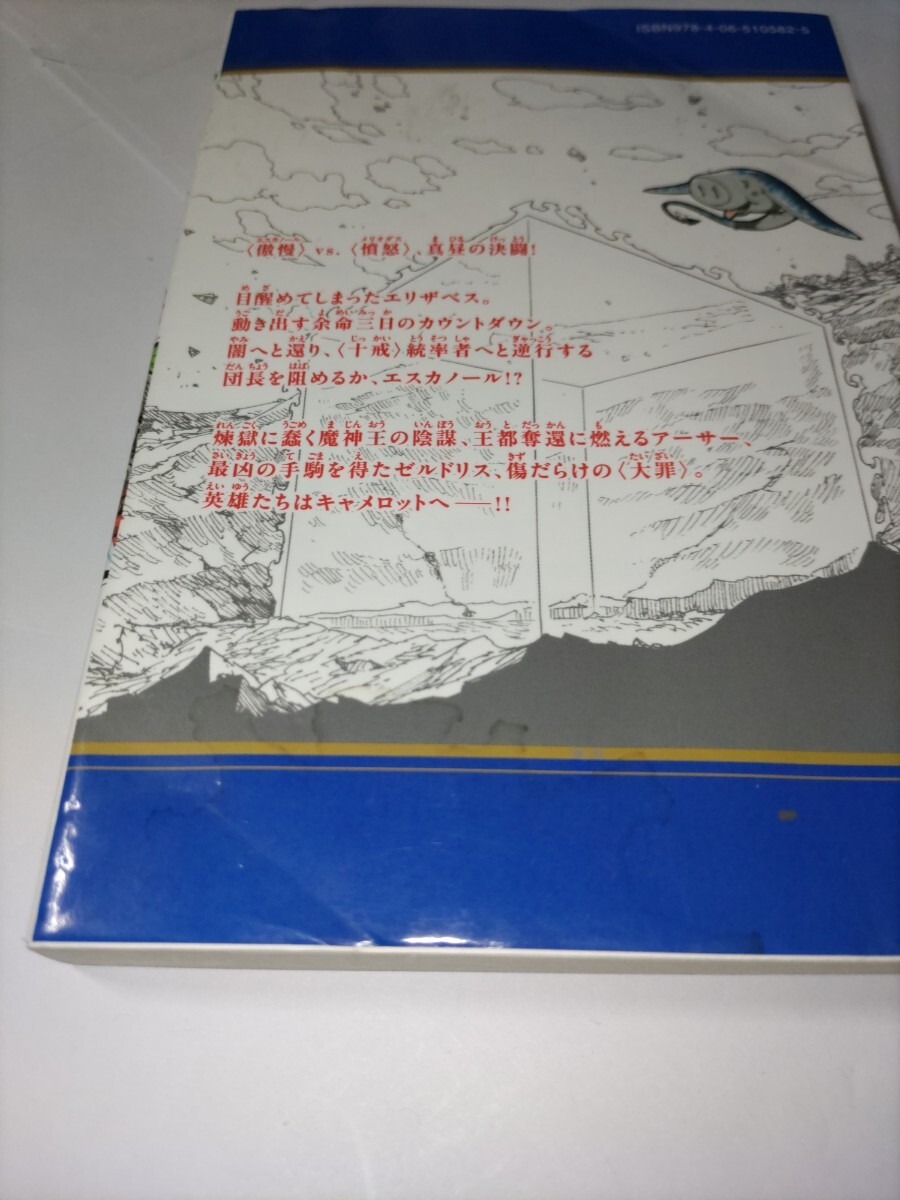 ISBN978-4-06-510582-5
〈傲慢〉vs.〈憤怒〉、真昼の決闘!
目醒めてしまったエリザベス。
動き出す余命三日のカウントダウン。
闇へと還り、〈十戒〉統率者へと逆行する
団長を阻めるか、エスカノール!?
煉獄に蠢く魔神王の陰謀、王都奪還に燃えるアーサー、
最凶の手駒を得たゼルドリス、傷だらけの〈大罪〉。
英雄たちはキャメロットへ――!!